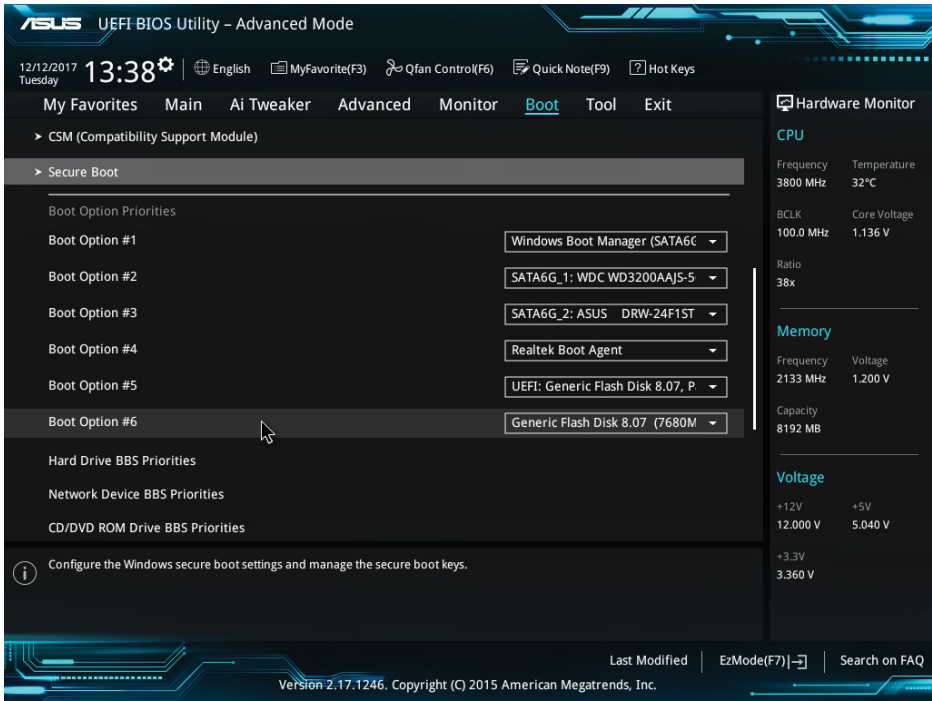 ASUS UEFI BIOS Utility – Advanced Mode
12/12/2017
Tuesday
13:38
English MyFavorite(F3) Qfan Control(F6) Quick Note(F9) ? Hot Keys
My Favorites Main Ai Tweaker Advanced Monitor Boot Tool Exit
CSM (Compatibility Support Module)
Secure Boot
Boot Option Priorities
Boot Option #1 Windows Boot Manager (SATA6G
Boot Option #2 SATA6G_1: WDC WD3200AAJS-5
Boot Option #3 SATA6G_2: ASUS DRW-24F1ST
Boot Option #4 Realtek Boot Agent
Boot Option #5 UEFI: Generic Flash Disk 8.07, P
Boot Option #6 Generic Flash Disk 8.07 (7680M
Hard Drive BBS Priorities
Network Device BBS Priorities
CD/DVD ROM Drive BBS Priorities
Configure the Windows secure boot settings and manage the secure boot keys.
Hardware Monitor
CPU
Frequency Temperature
3800 MHz 32°C
BCLK Core Voltage
100.0 MHz 1.136 V
Ratio
38x
Memory
Frequency Voltage
2133 MHz 1.200 V
Capacity
8192 MB
Voltage
+12V +5V
12.000 V 5.040 V
+3.3V
3.360 V
Last Modified EzMode(F7) Search on FAQ
Version 2.17.1246. Copyright (C) 2015 American Megatrends, Inc.